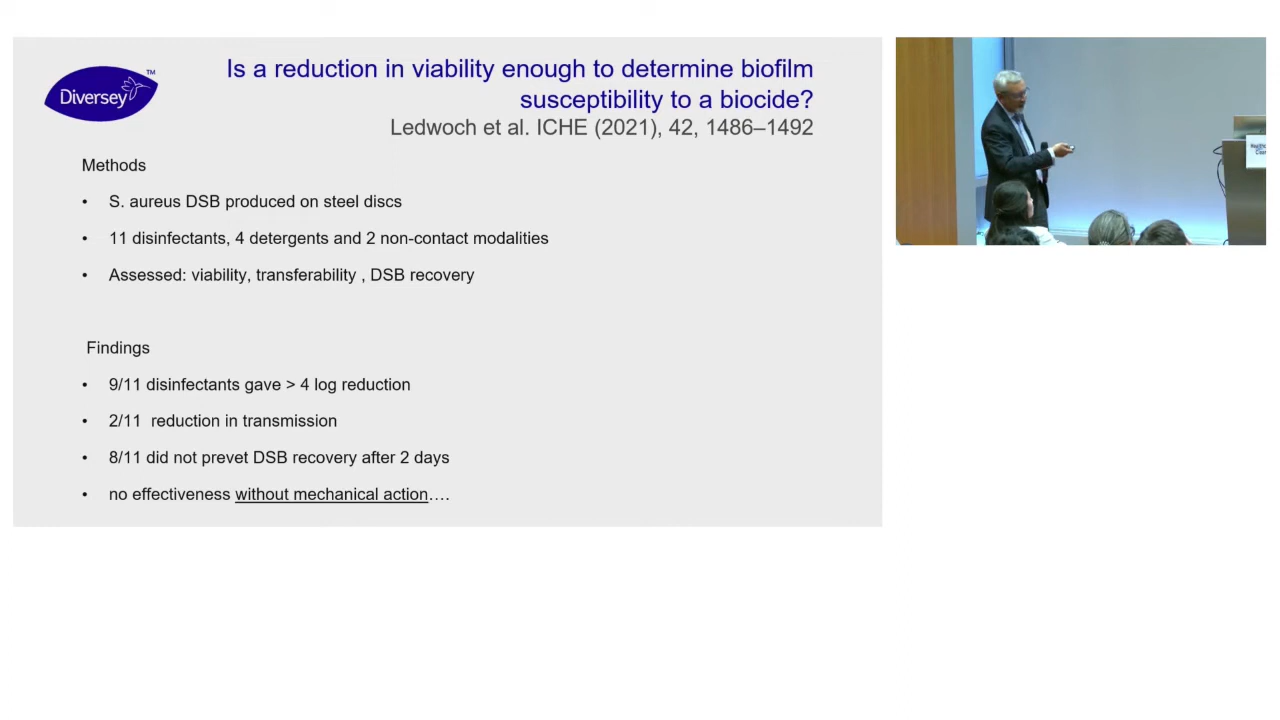 Diversey
TM
Is a reduction in viability enough to determine biofilm
susceptibility to a biocide?
Ledwoch et al. ICHE (2021), 42, 1486–1492
Methods
• S. aureus DSB produced on steel discs
• 11 disinfectants, 4 detergents and 2 non-contact modalities
• Assessed: viability, transferability , DSB recovery
Findings
• 9/11 disinfectants gave > 4 log reduction
• 2/11 reduction in transmission
• 8/11 did not prevet DSB recovery after 2 days
• no effectiveness without mechanical action….